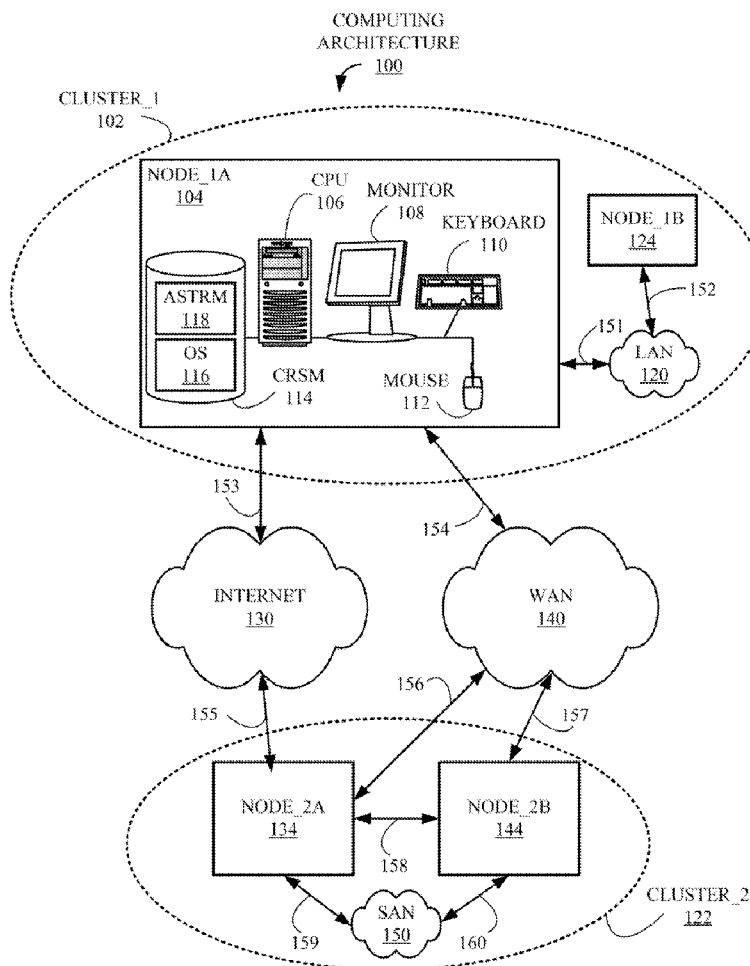 COMPUTING
ARCHITECTURE
100
CLUSTER_1
102
NODE_1A
104
CPU
106
MONITOR
108
KEYBOARD
110
NODE_1B
124
152
151
LAN
120
ASTRM
118
OS
116
CRSM
114
MOUSE
112
153
154
INTERNET
130
WAN
140
155
156
157
NODE_2A
134
NODE_2B
144
158
SAN
150
159
160
CLUSTER_2
122